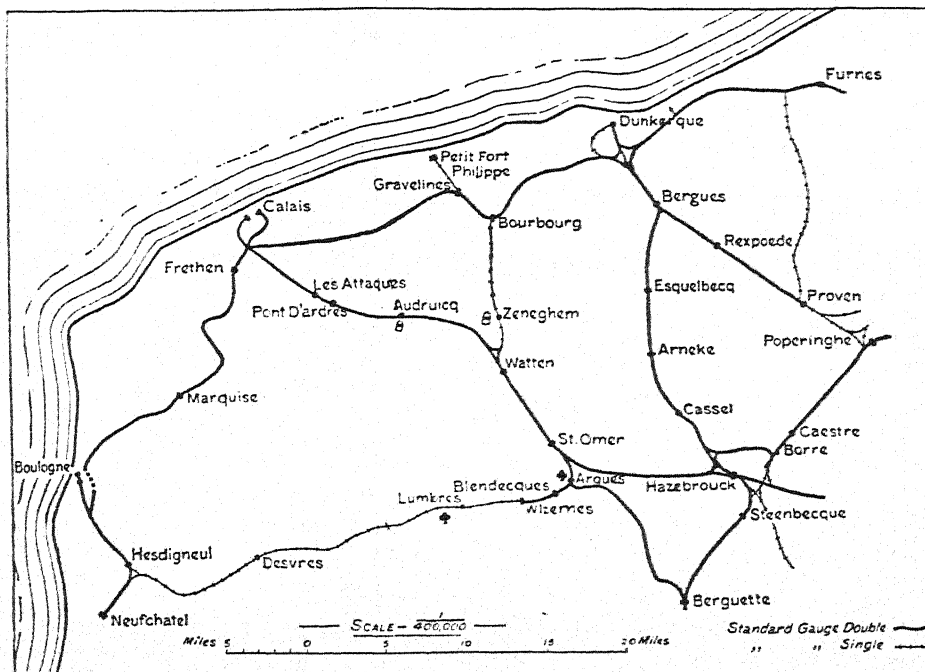 Furnes
Dunkerque
Petit Fort
Philippe
Gravelines
Bergues
Calais
Bourbourg
Rexpoede
Frethen
Les Attaques
Esquelbecq
Pont D'ardres
Audruicq
Zeneghem
Proven
Poperinghe
Watten
Arneke
Marquise
Cassel
Caestre
St. Omer
Borre
Boulogne
Blendecques
Arques
Hazebrouck
Lumbres
Wizernes
Steenbecque
Hesdigneul
Desvres
Berguette
Neufchatel
SCALE - 1/400,000
Standard Gauge Double
Miles 5 0 5 10 15 20 Miles
" " Single